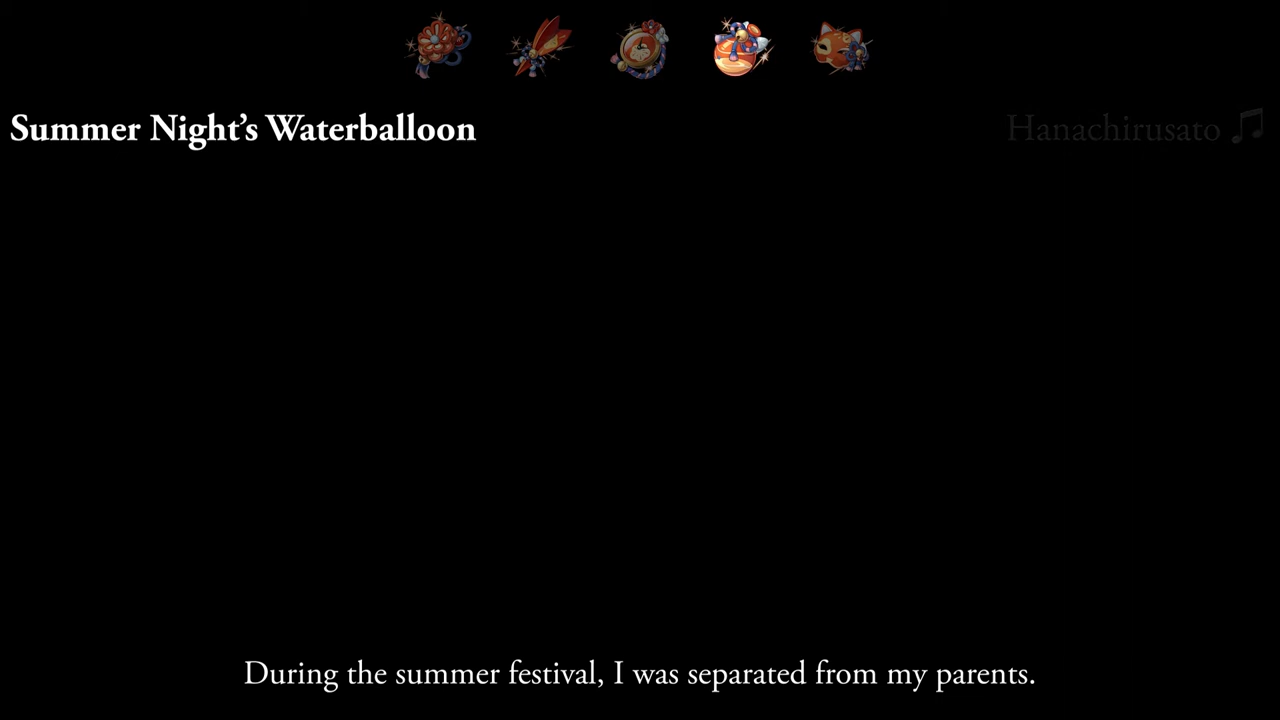 Summer Night’s Waterballoon
Hanachirusato
During the summer festival, I was separated from my parents.